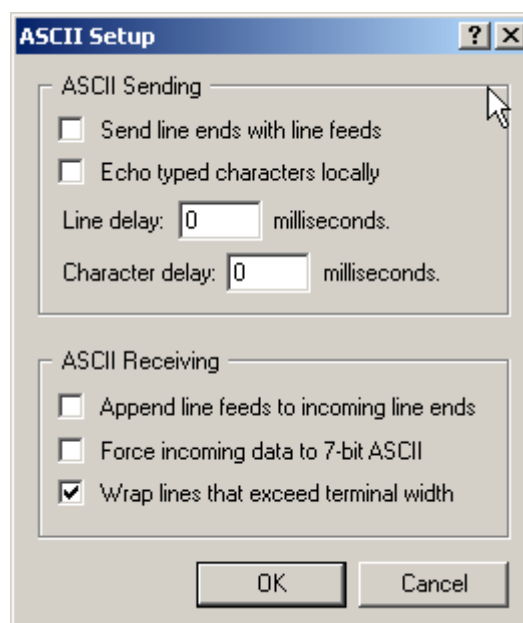 ASCII Setup
ASCII Sending
Send line ends with line feeds
Echo typed characters locally
Line delay: 0 milliseconds.
Character delay: 0 milliseconds.
ASCII Receiving
Append line feeds to incoming line ends
Force incoming data to 7-bit ASCII
Wrap lines that exceed terminal width
OK Cancel